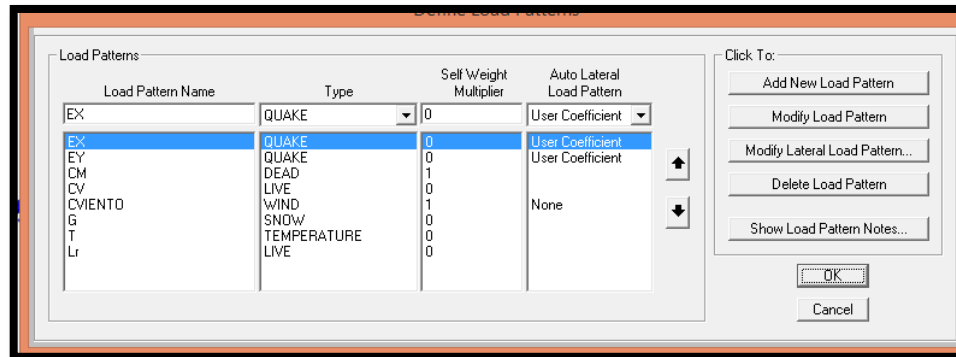 Define Load Patterns
Load Patterns
Click To:
Load Pattern Name Type Self Weight Multiplier Auto Lateral Load Pattern
EX QUAKE 0 User Coefficient
EX QUAKE 0 User Coefficient
EY QUAKE 0 User Coefficient
CM DEAD 1
CV LIVE 0
CVIENTO WIND 1 None
G SNOW 0
T TEMPERATURE 0
Lr LIVE 0
Add New Load Pattern
Modify Load Pattern
Modify Lateral Load Pattern...
Delete Load Pattern
Show Load Pattern Notes...
OK
Cancel